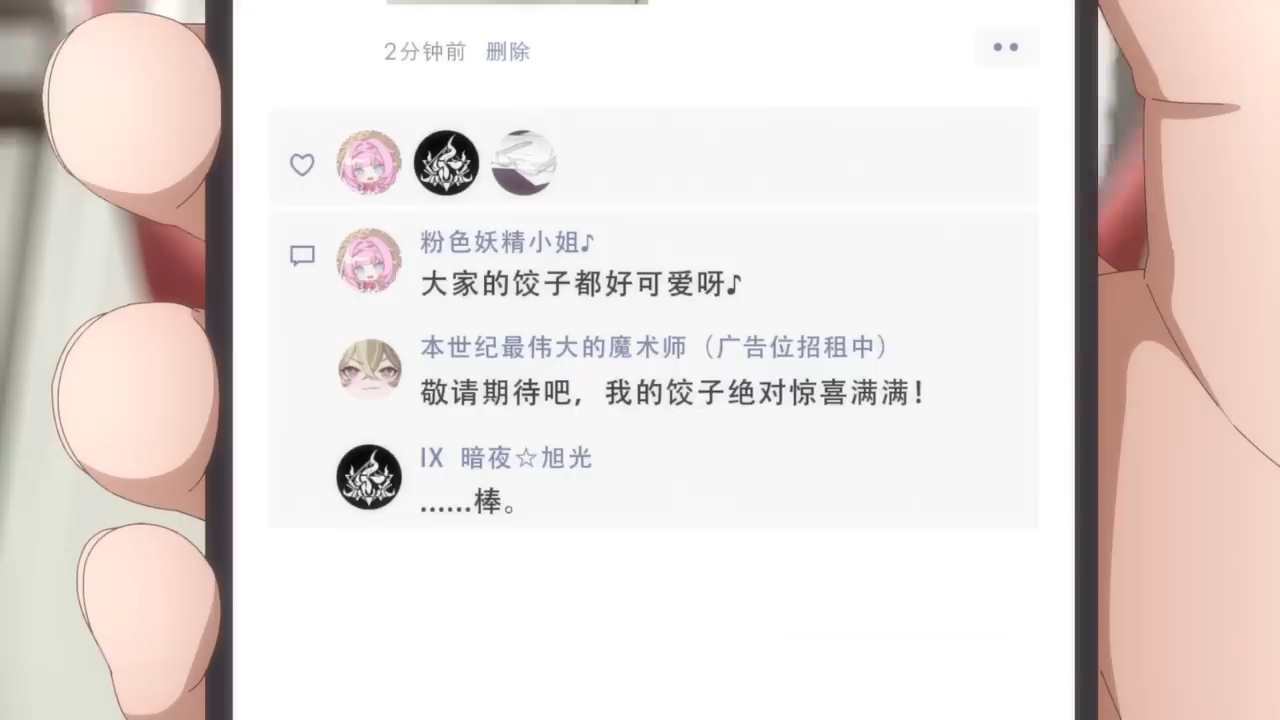 2分钟前 删除
粉色妖精小姐♪
大家的饺子都好可爱呀♪
本世纪最伟大的魔术师（广告位招租中）
敬请期待吧，我的饺子绝对惊喜满满！
IX 暗夜☆旭光
......棒。